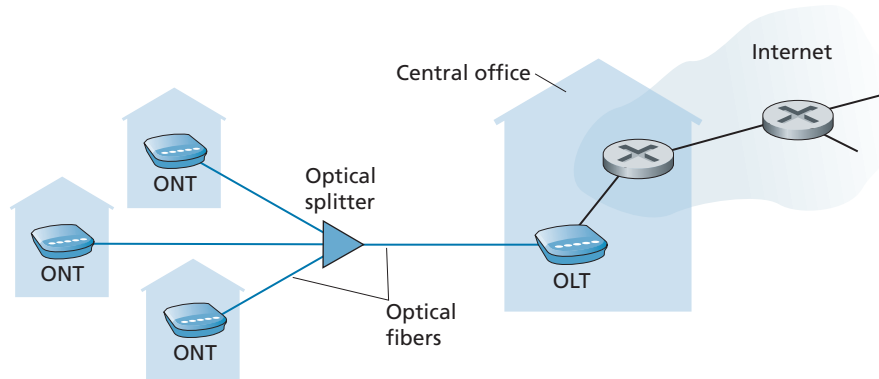 Internet
Central office
ONT
Optical
splitter
ONT
OLT
Optical
fibers
ONT